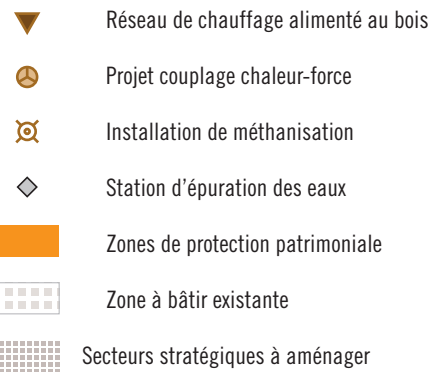 Réseau de chauffage alimenté au bois
Projet couplage chaleur-force
Installation de méthanisation
Station d'épuration des eaux
Zones de protection patrimoniale
Zone à bâtir existante
Secteurs stratégiques à aménager